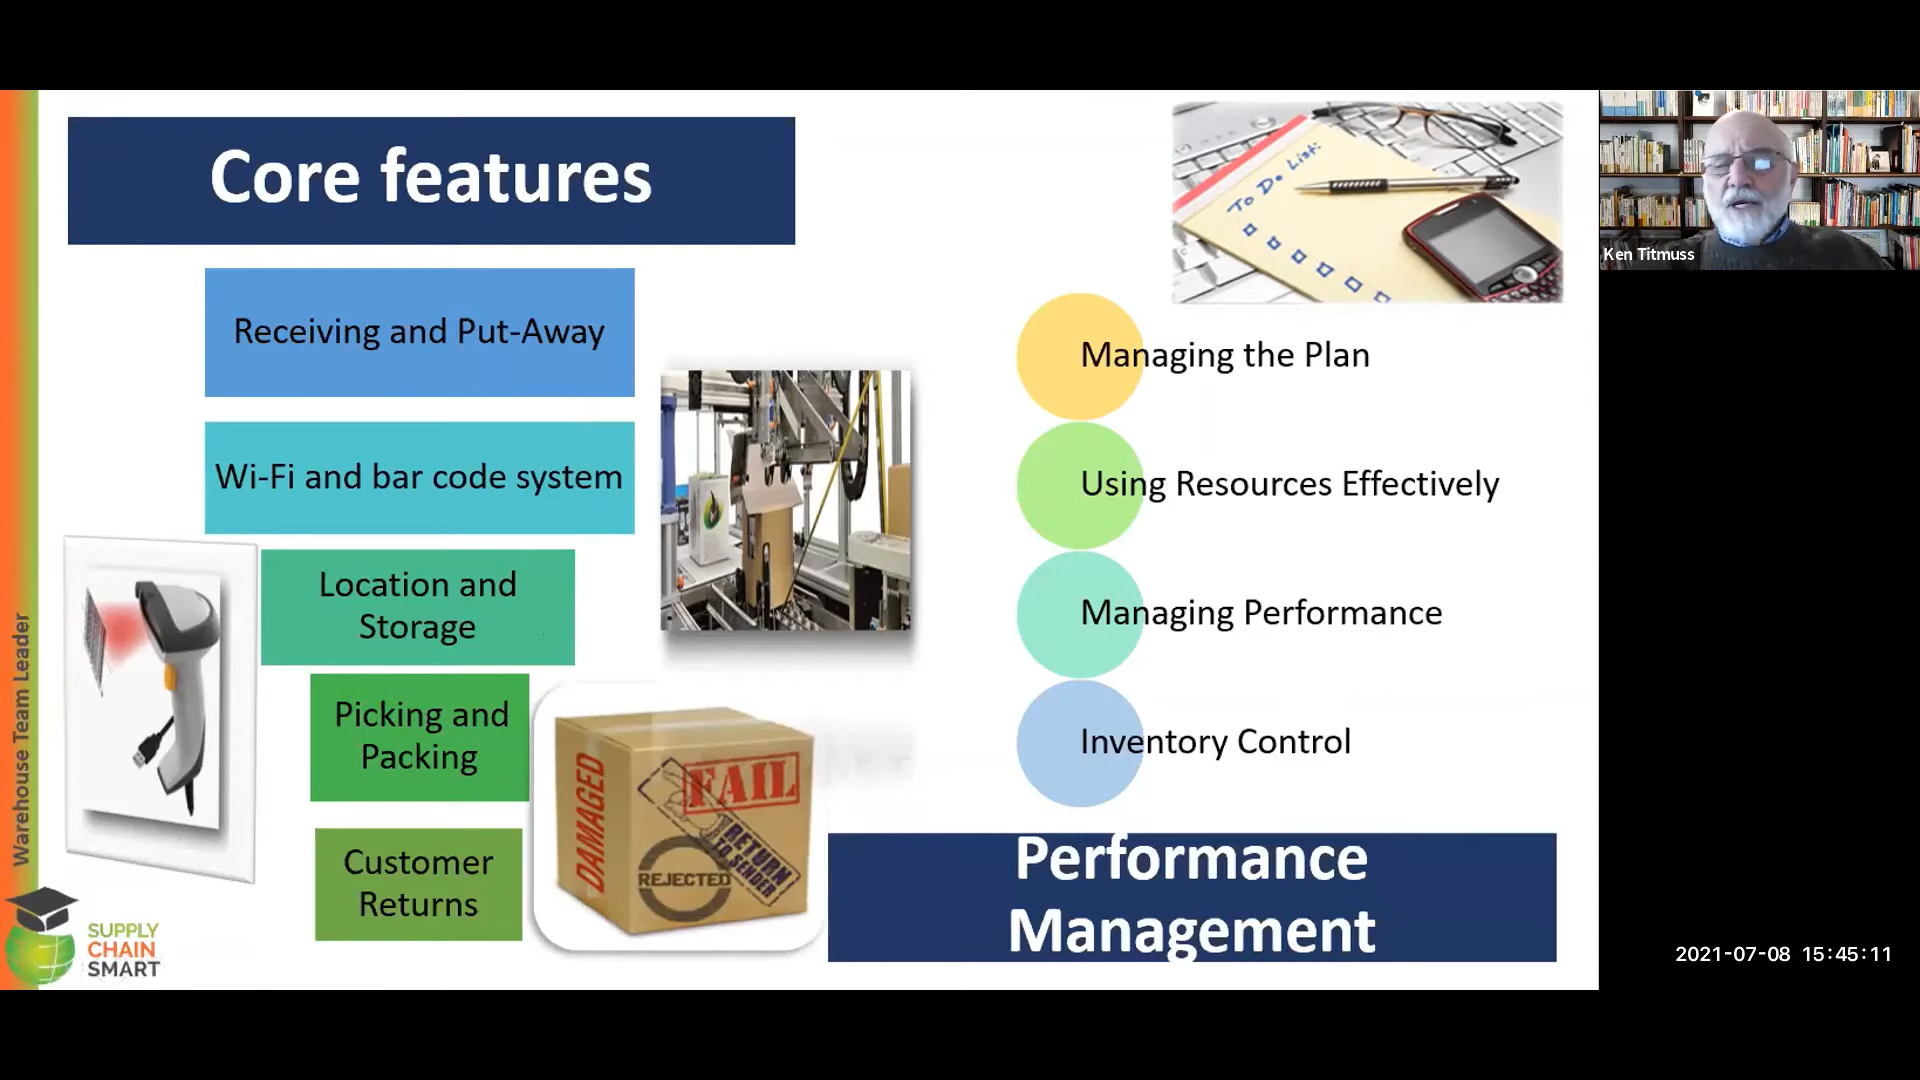 Core features
Receiving and Put-Away
Wi-Fi and bar code system
Location and
Storage
Picking and
Packing
Customer
Returns
To Do List:
Managing the Plan
Using Resources Effectively
Managing Performance
Inventory Control
DAMAGED
FAIL
RETURN
TO SENDER
REJECTED
Performance
Management
Warehouse Team Leader
SUPPLY
CHAIN
SMART
Ken Titmuss
2021-07-08 15:45:11